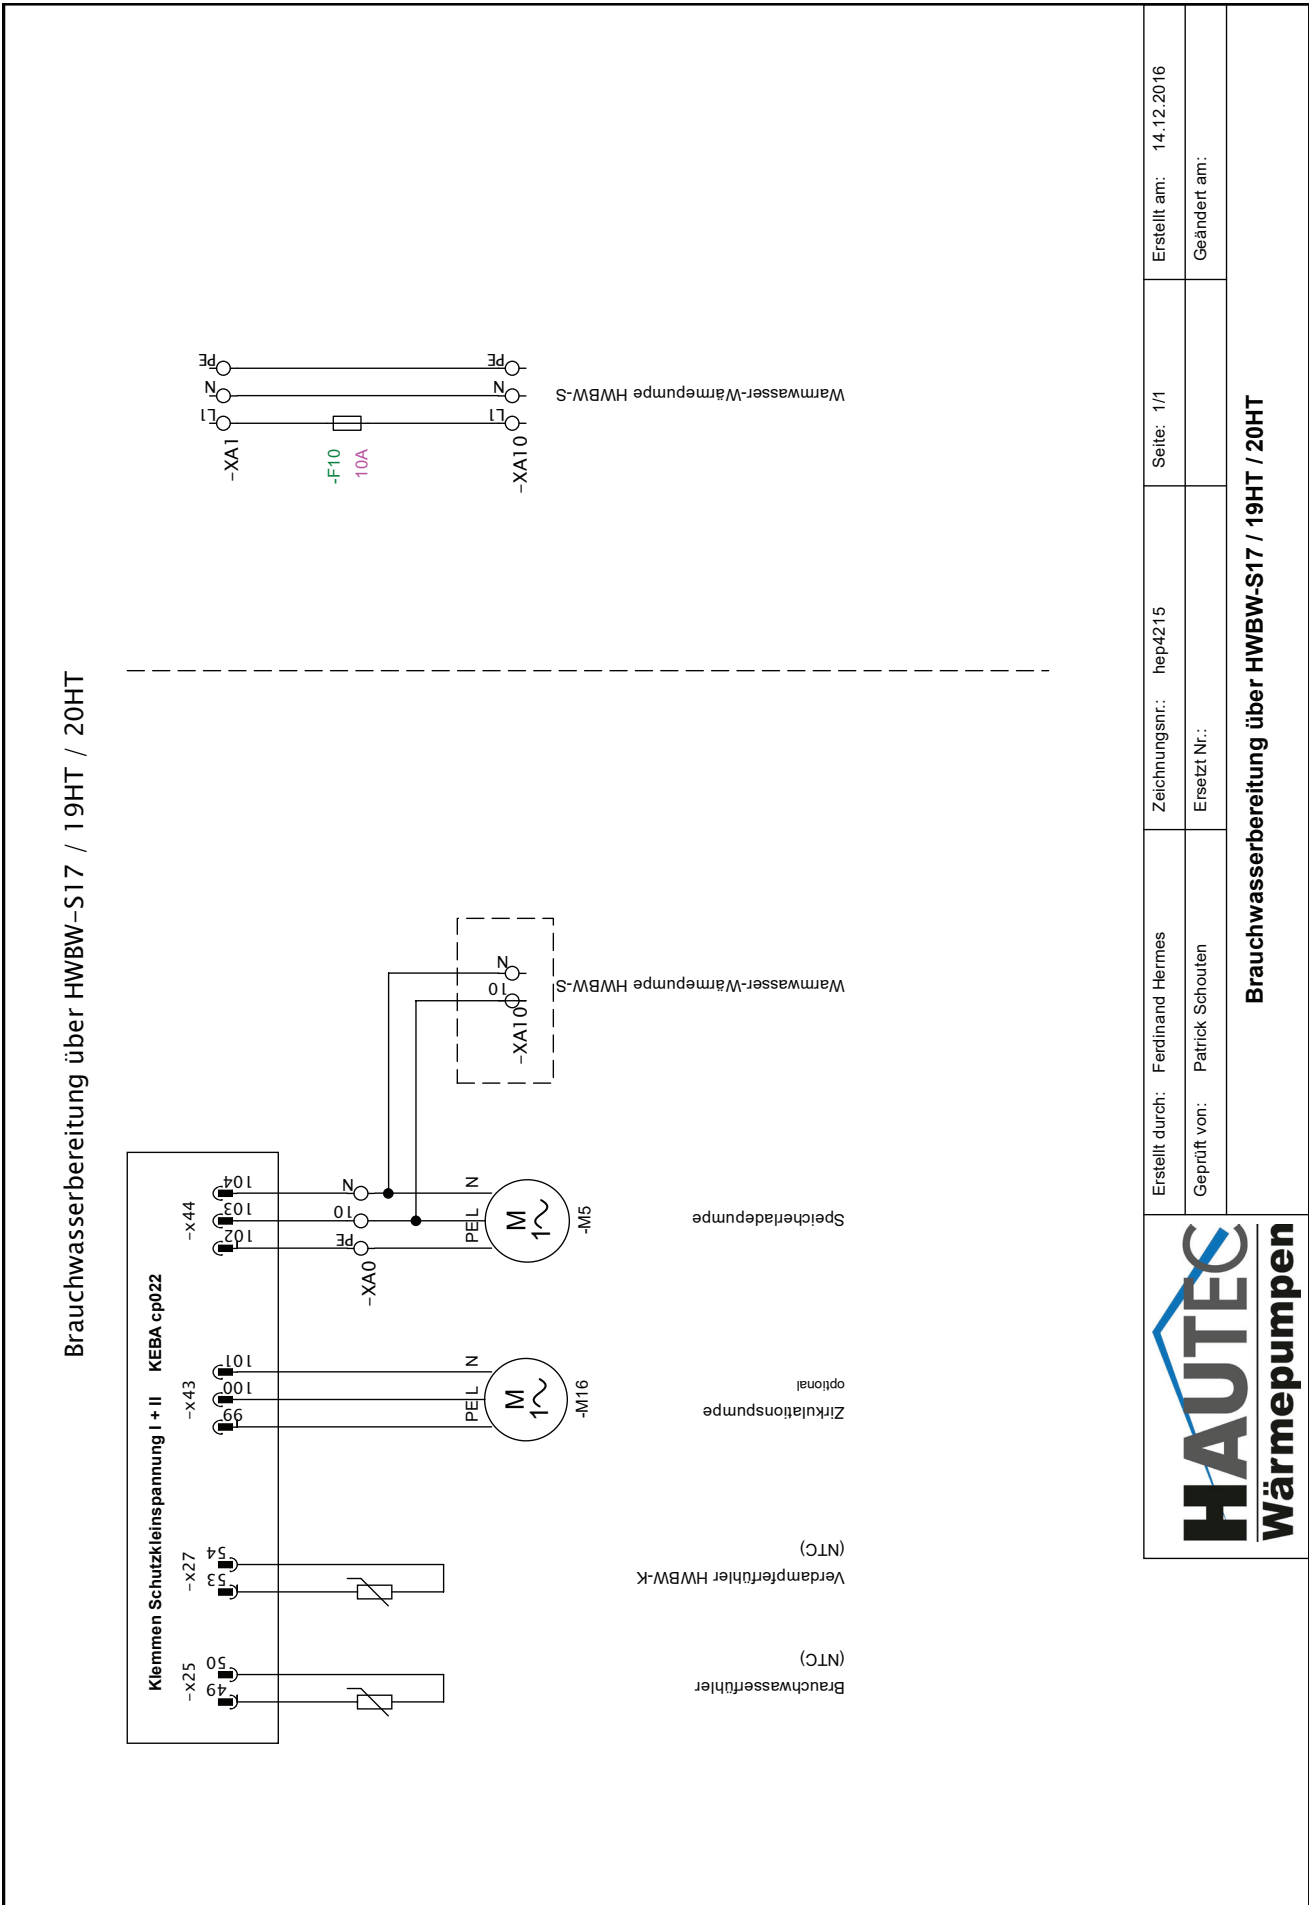 Brauchwasserbereitung über HWBW-S17 / 19HT / 20HT
Klemmen Schutzkleinspannung I + II KEBA cp022
-x25
49
50
-x27
53
54
-x43
99
100
101
-x44
102
103
104
-XA0
PE
10
N
PE
L
N
M
1
-M16
PE
L
N
M
1
-M5
-XA10
10
N
-XA1
L1
N
PE
-F10
10A
-XA10
L1
N
PE
Brauchwasserfühler
(NTC)
Verdampferfühler HWBW-K
(NTC)
Zirkulationspumpe
optional
Speicherladepumpe
Warmwasser-Wärmepumpe HWBW-S
Warmwasser-Wärmepumpe HWBW-S
HAUTEC
Wärmepumpen
Erstellt durch: Ferdinand Hermes
Zeichnungsnr.: hep4215
Seite: 1/1
Erstellt am: 14.12.2016
Geprüft von: Patrick Schouten
Ersetzt Nr.:
Geändert am:
Brauchwasserbereitung über HWBW-S17 / 19HT / 20HT